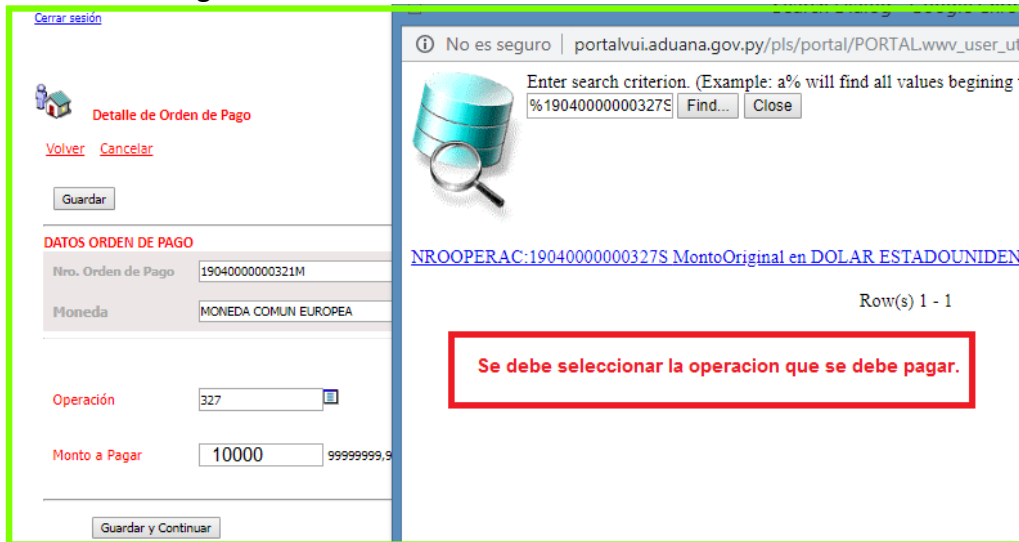 Cerrar sesión
Detalle de Orden de Pago
Volver Cancelar
Guardar
DATOS ORDEN DE PAGO
Nro. Orden de Pago 19040000000321M
Moneda MONEDA COMUN EUROPEA
Operación 327
Monto a Pagar 10000 99999999,9
Guardar y Continuar
No es seguro | portalvui.aduana.gov.py/pls/portal/PORTAL.wwv_user_ut
Enter search criterion. (Example: a% will find all values begining
%19040000000327S Find... Close
NROOPERAC:19040000000327S MontoOriginal en DOLAR ESTADOUNIDEN
Row(s) 1 - 1
Se debe seleccionar la operacion que se debe pagar.